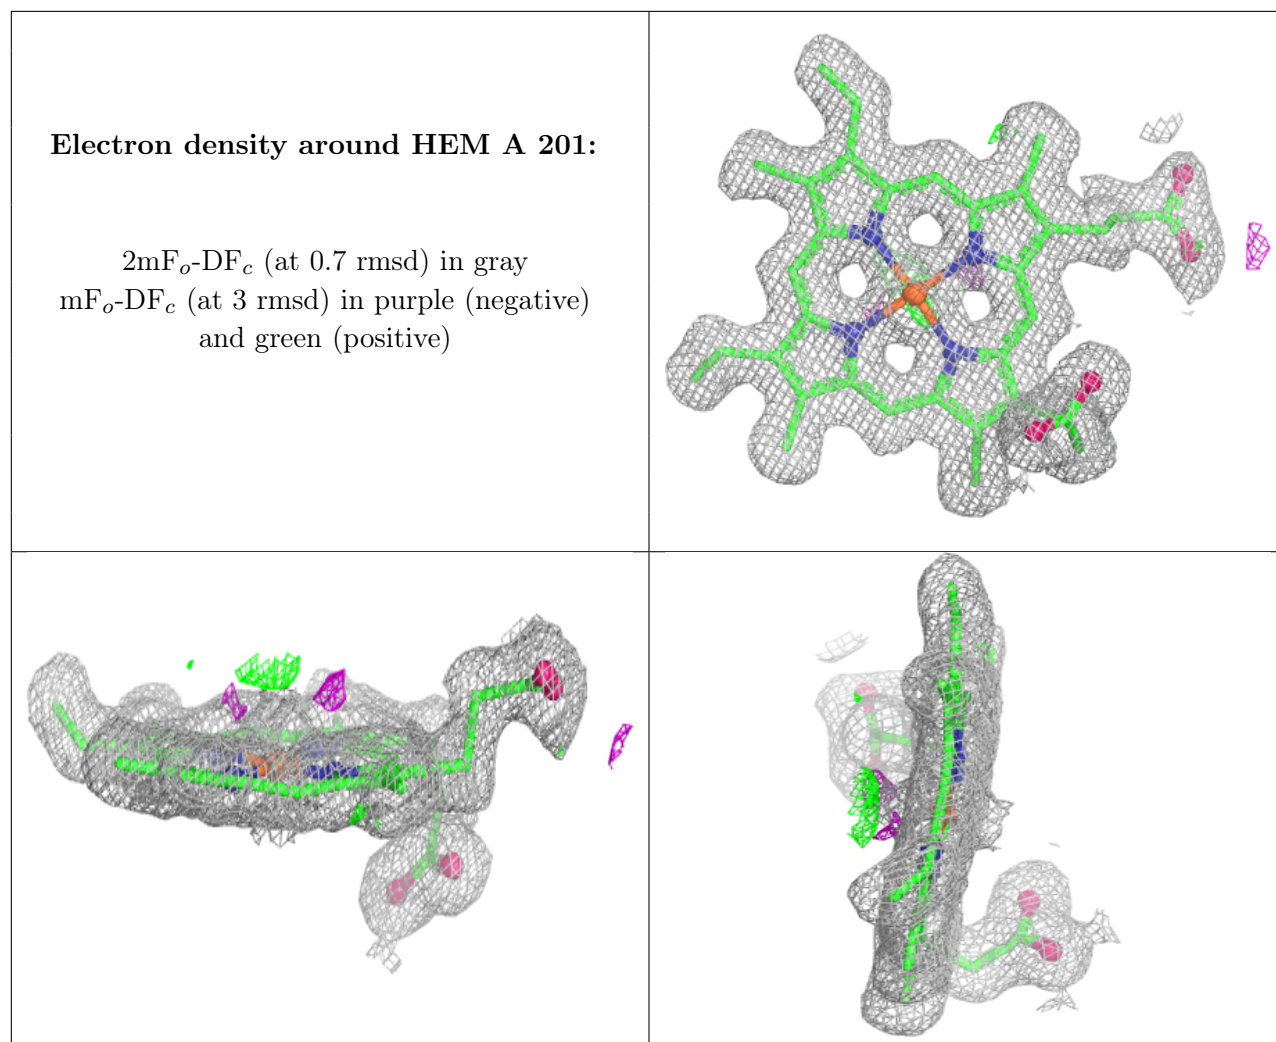 Electron density around HEM A 201:
2mFo-DFc (at 0.7 rmsd) in gray
mFo-DFc (at 3 rmsd) in purple (negative)
and green (positive)